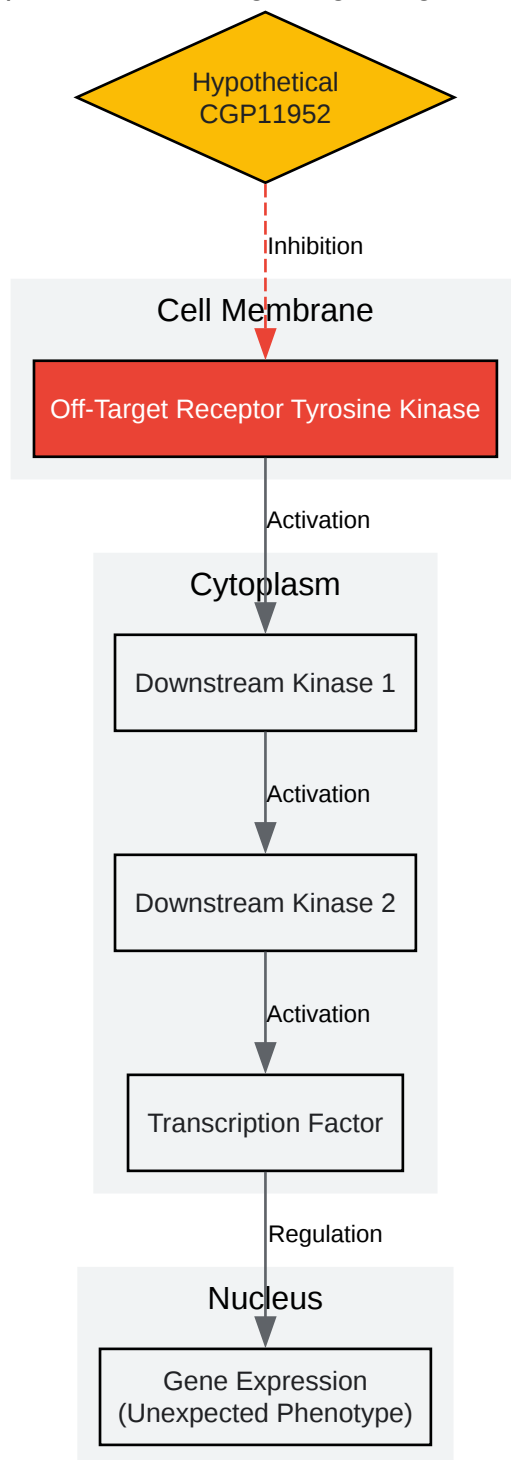 Hypothetical
CGP11952
Inhibition
Cell Membrane
Off-Target Receptor Tyrosine Kinase
Activation
Cytoplasm
Downstream Kinase 1
Activation
Downstream Kinase 2
Activation
Transcription Factor
Regulation
Nucleus
Gene Expression
(Unexpected Phenotype)